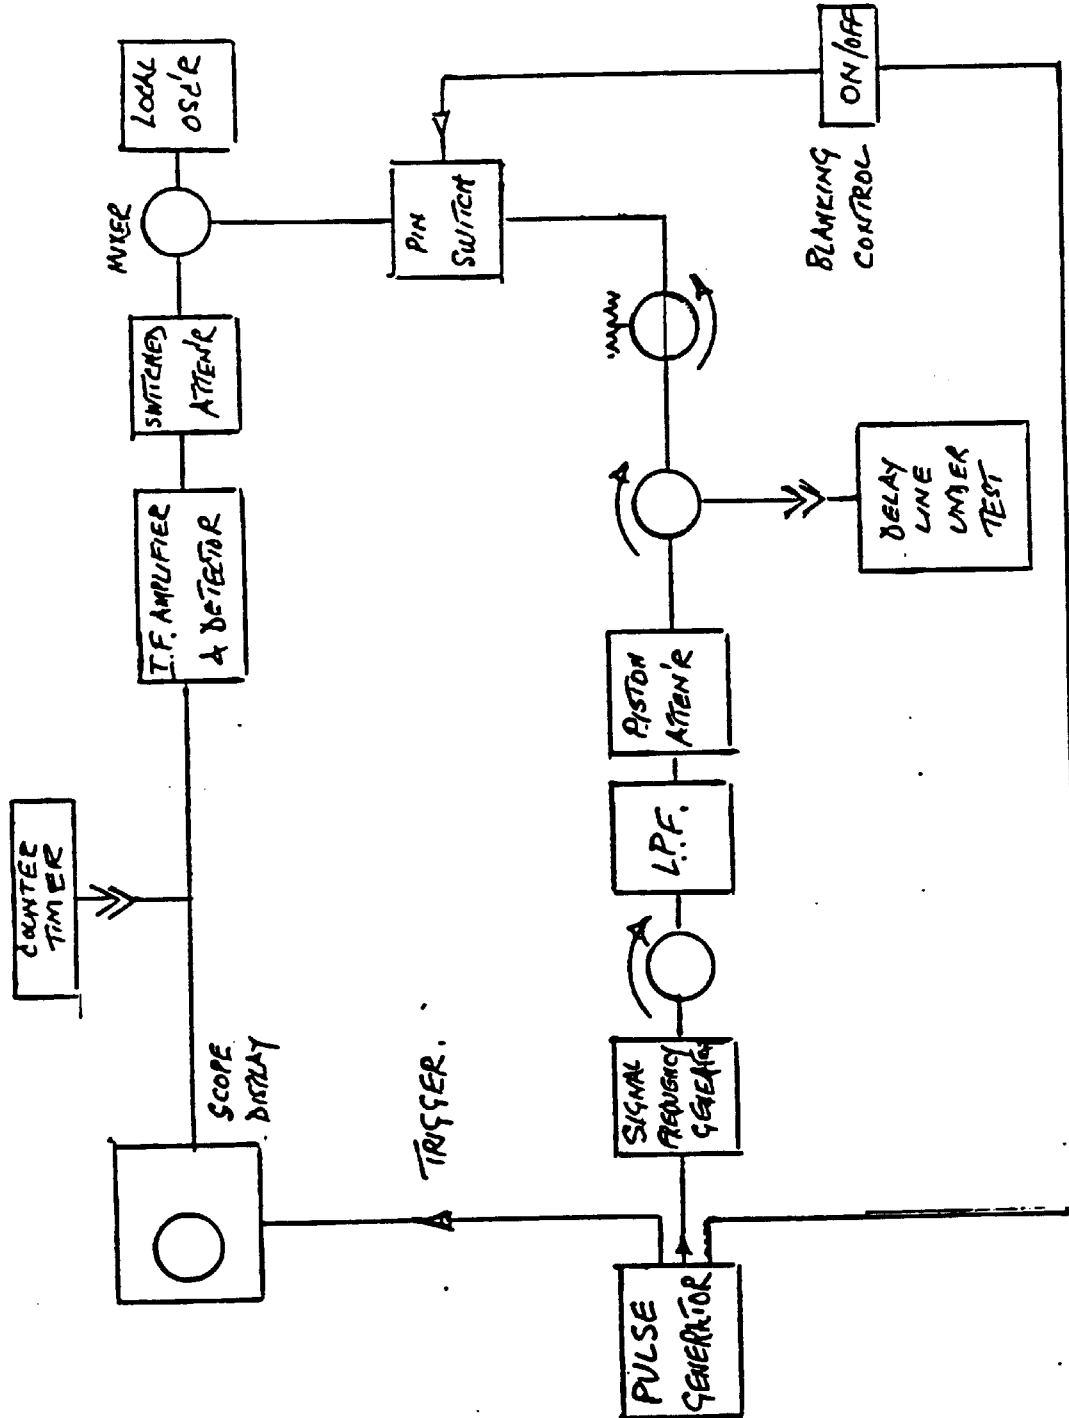 COUNTER
TIMER
SCOPE
DISPLAY
I.F. AMPLIFIER
& DETECTOR
SWITCHED
ATTEN'R
MIXER
LOCAL
OSC'R
TRIGGER.
PIN
SWITCH
PULSE
GENERATOR
SIGNAL
FREQUENCY
GENERATOR
L.P.F.
PISTON
ATTEN'R
DELAY
LINE
UNDER
TEST
BLANKING
CONTROL
ON/OFF